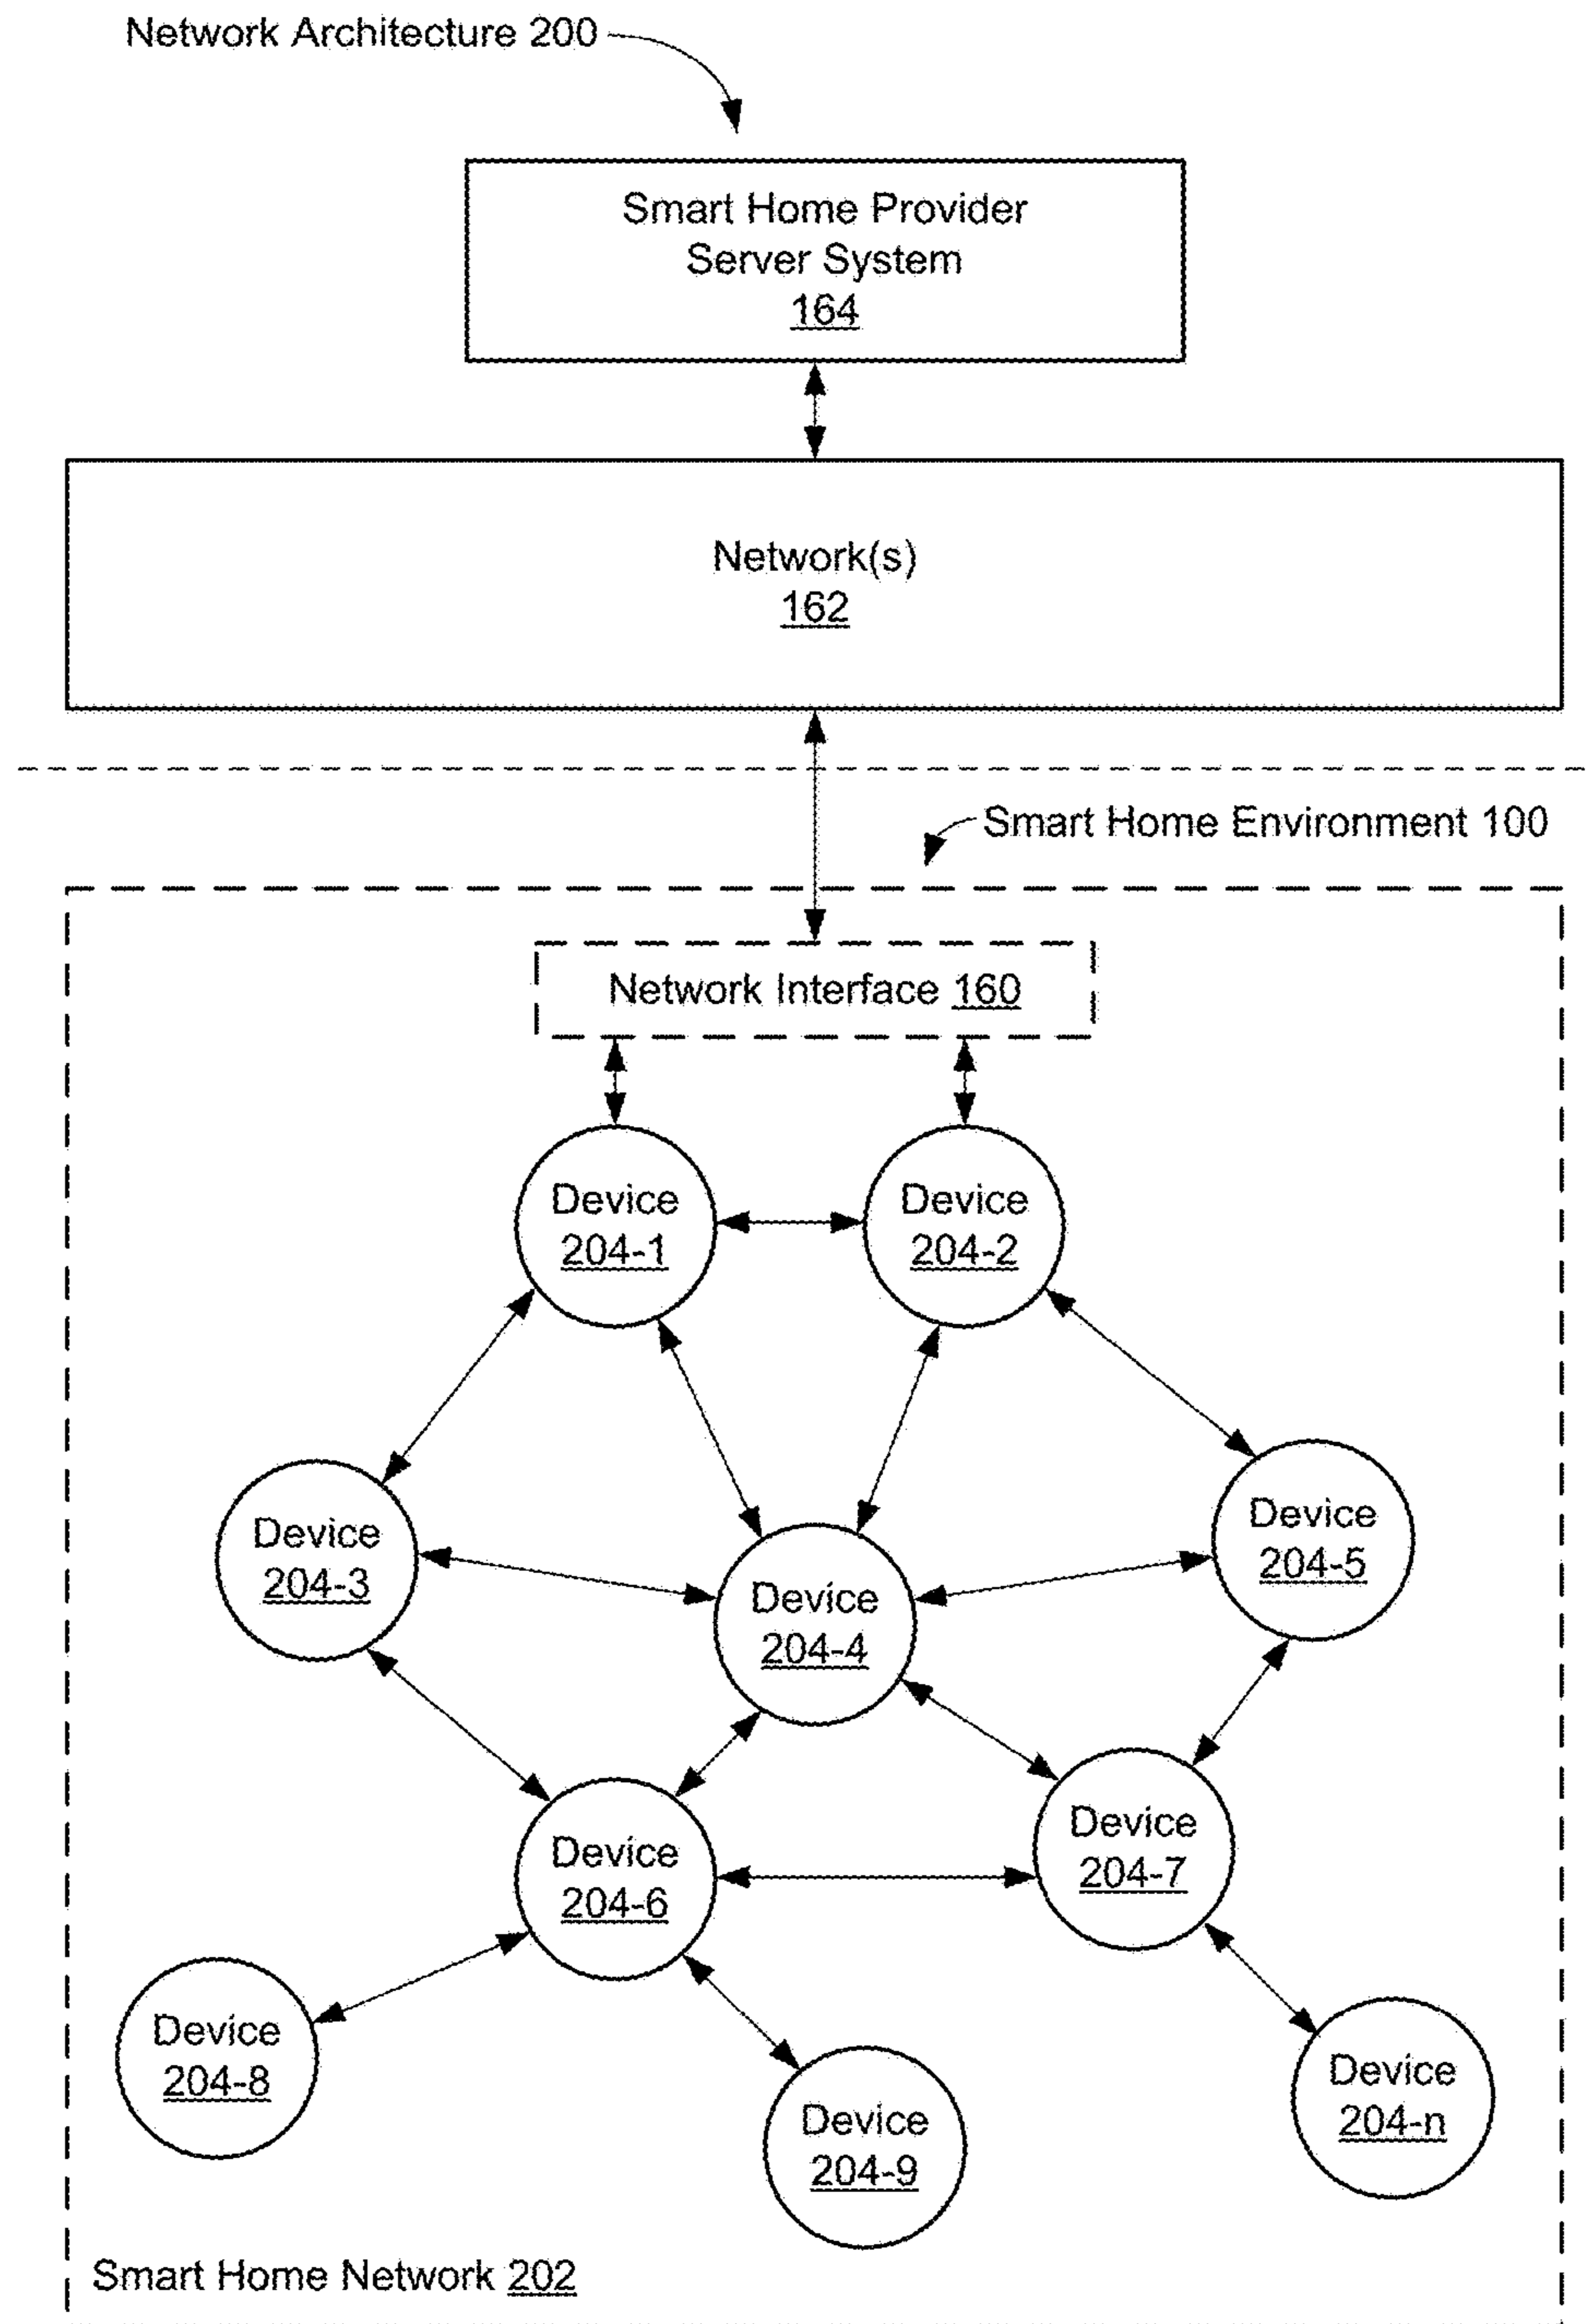 Network Architecture 200
Smart Home Provider
Server System
164
Network(s)
162
Smart Home Environment 100
Network Interface 160
Device
204-1
Device
204-2
Device
204-3
Device
204-4
Device
204-5
Device
204-6
Device
204-7
Device
204-8
Device
204-9
Device
204-n
Smart Home Network 202